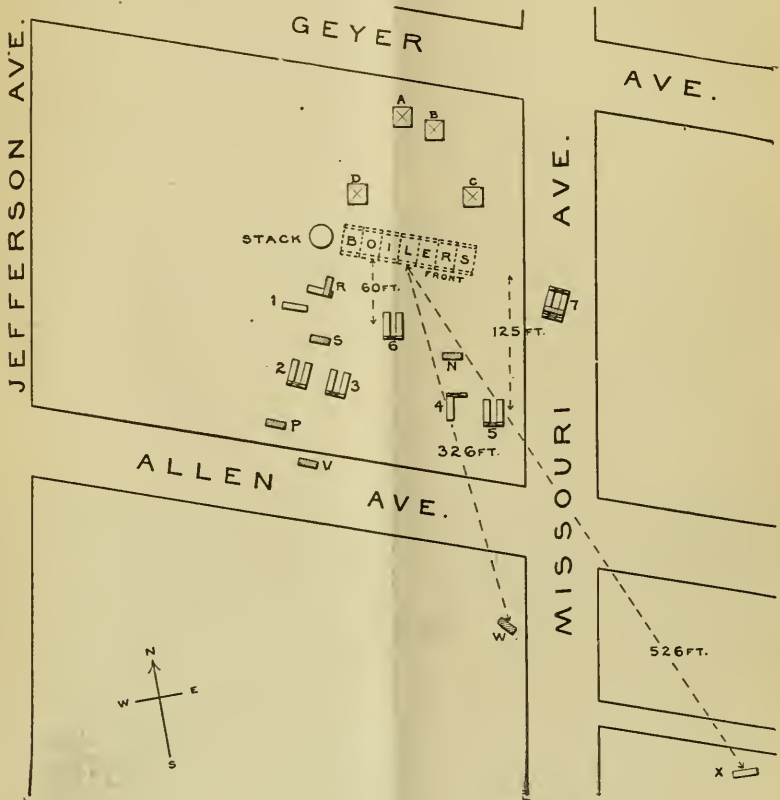 GEYER AVE.
JEFFERSON AVE.
MISSOURI AVE.
ALLEN AVE.
A
B
D
C
STACK
BOILERS
FRONT
R
60 FT.
1
7
6
125 FT.
S
N
2
3
4
5
P
326 FT.
V
W
526 FT.
X
N
W E
S